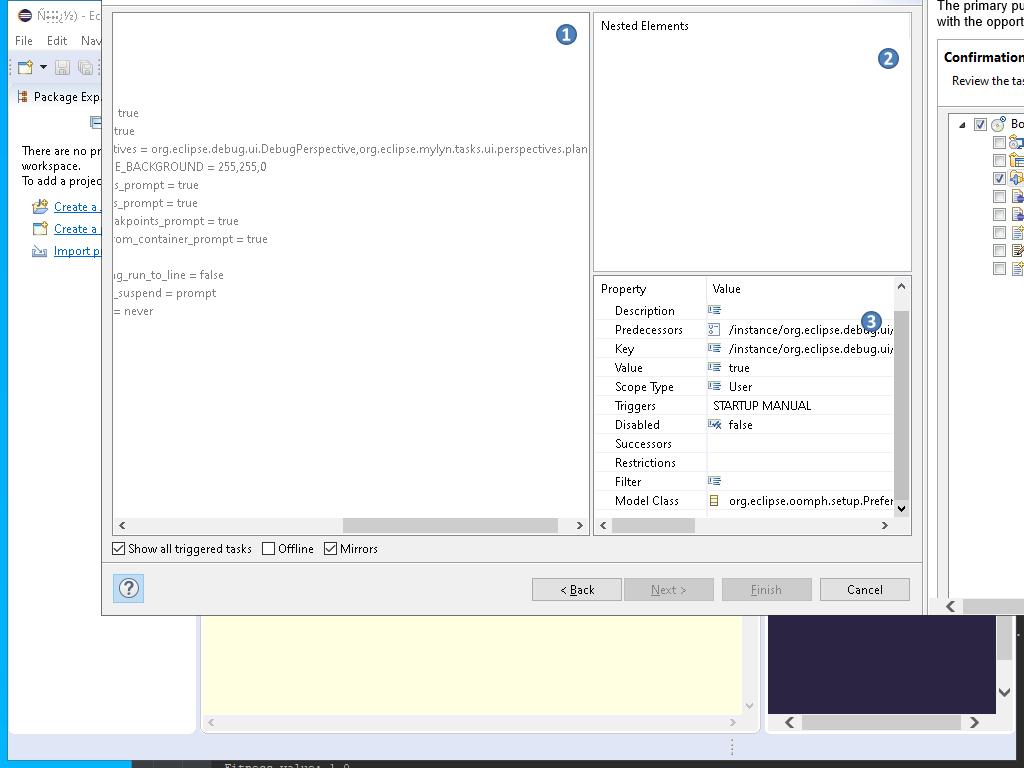 - Ec
File Edit Nav
Package Exp
There are no pr
workspace.
To add a projec
Create a
Create a
Import p
1
true
true
tives = org.eclipse.debug.ui.DebugPerspective,org.eclipse.mylyn.tasks.ui.perspectives.plan
E_BACKGROUND = 255,255,0
s_prompt = true
s_prompt = true
akpoints_prompt = true
rom_container_prompt = true
g_run_to_line = false
_suspend = prompt
= never
Nested Elements
2
Property Value
3
Description
Predecessors /instance/org.eclipse.debug.ui/
Key /instance/org.eclipse.debug.ui/
Value true
Scope Type User
Triggers STARTUP MANUAL
Disabled false
Successors
Restrictions
Filter
Model Class org.eclipse.oomph.setup.Prefer
Show all triggered tasks Offline Mirrors
? < Back Next > Finish Cancel
The primary pu
with the opport
Confirmation
Review the tas
Bo
Fitness value: 1.0